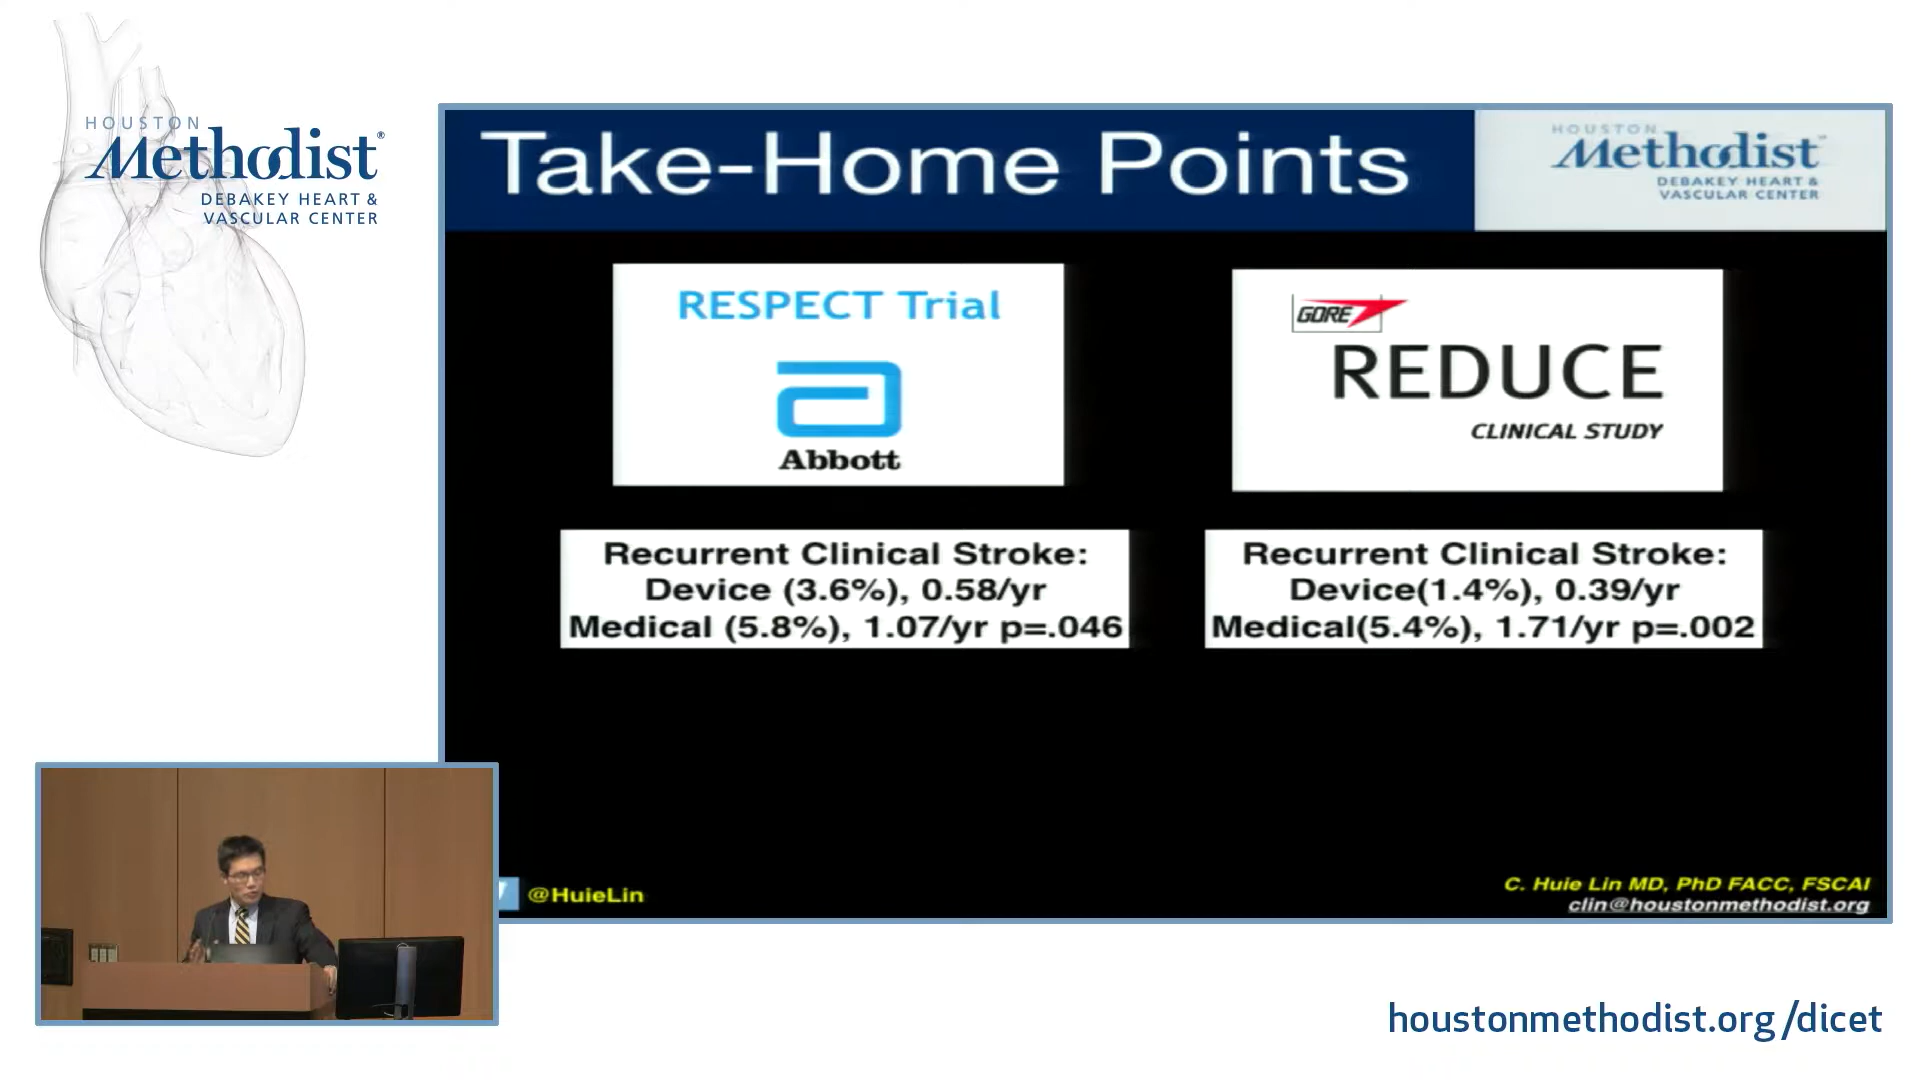 HOUSTON
Methodist®
DEBAKEY HEART &
VASCULAR CENTER
Take-Home Points
HOUSTON
Methodist
DEBAKEY HEART &
VASCULAR CENTER
RESPECT Trial
Abbott
GORE
REDUCE
CLINICAL STUDY
Recurrent Clinical Stroke:
Device (3.6%), 0.58/yr
Medical (5.8%), 1.07/yr p=.046
Recurrent Clinical Stroke:
Device(1.4%), 0.39/yr
Medical(5.4%), 1.71/yr p=.002
@HuieLin
C. Huie Lin MD, PhD FACC, FSCAI
clin@houstonmethodist.org
houstonmethodist.org/dicet